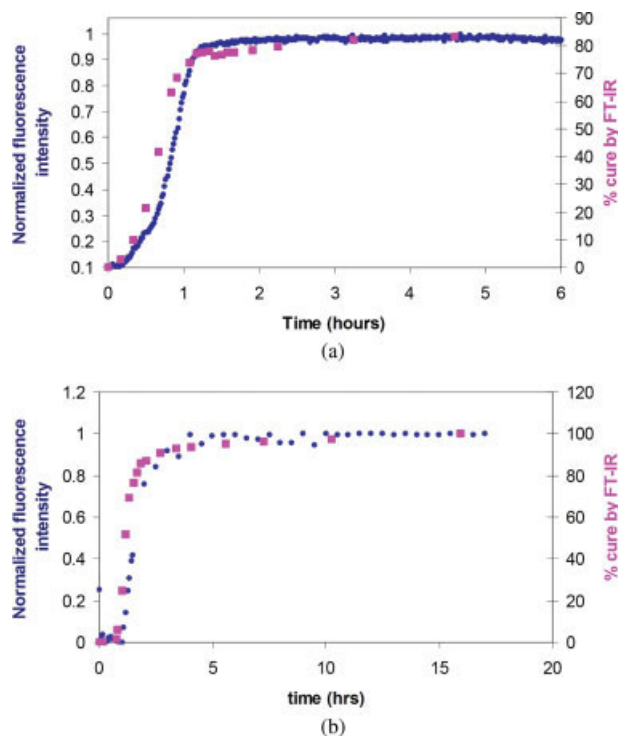 1
0.9
0.8
0.7
0.6
0.5
0.4
0.3
0.2
0.1
Normalized fluorescence
intensity
90
80
70
60
50
40
30
20
10
0
% cure by FT-IR
0 1 2 3 4 5 6
Time (hours)
(a)
1.2
1
0.8
0.6
0.4
0.2
0
Normalized fluorescence
intensity
120
100
80
60
40
20
0
% cure by FT-IR
0 5 10 15 20
time (hrs)
(b)